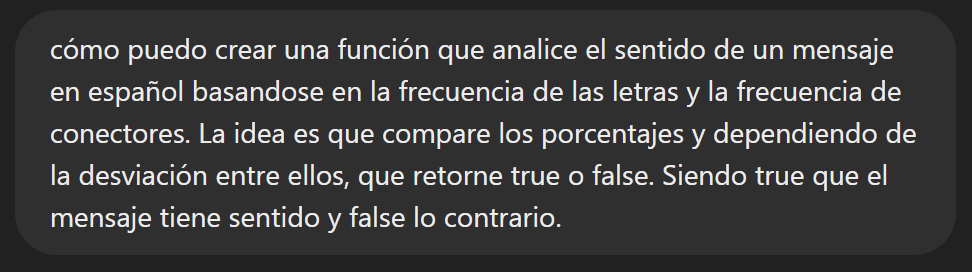 cómo puedo crear una función que analice el sentido de un mensaje
en español basandose en la frecuencia de las letras y la frecuencia de
conectores. La idea es que compare los porcentajes y dependiendo de
la desviación entre ellos, que retorne true o false. Siendo true que el
mensaje tiene sentido y false lo contrario.